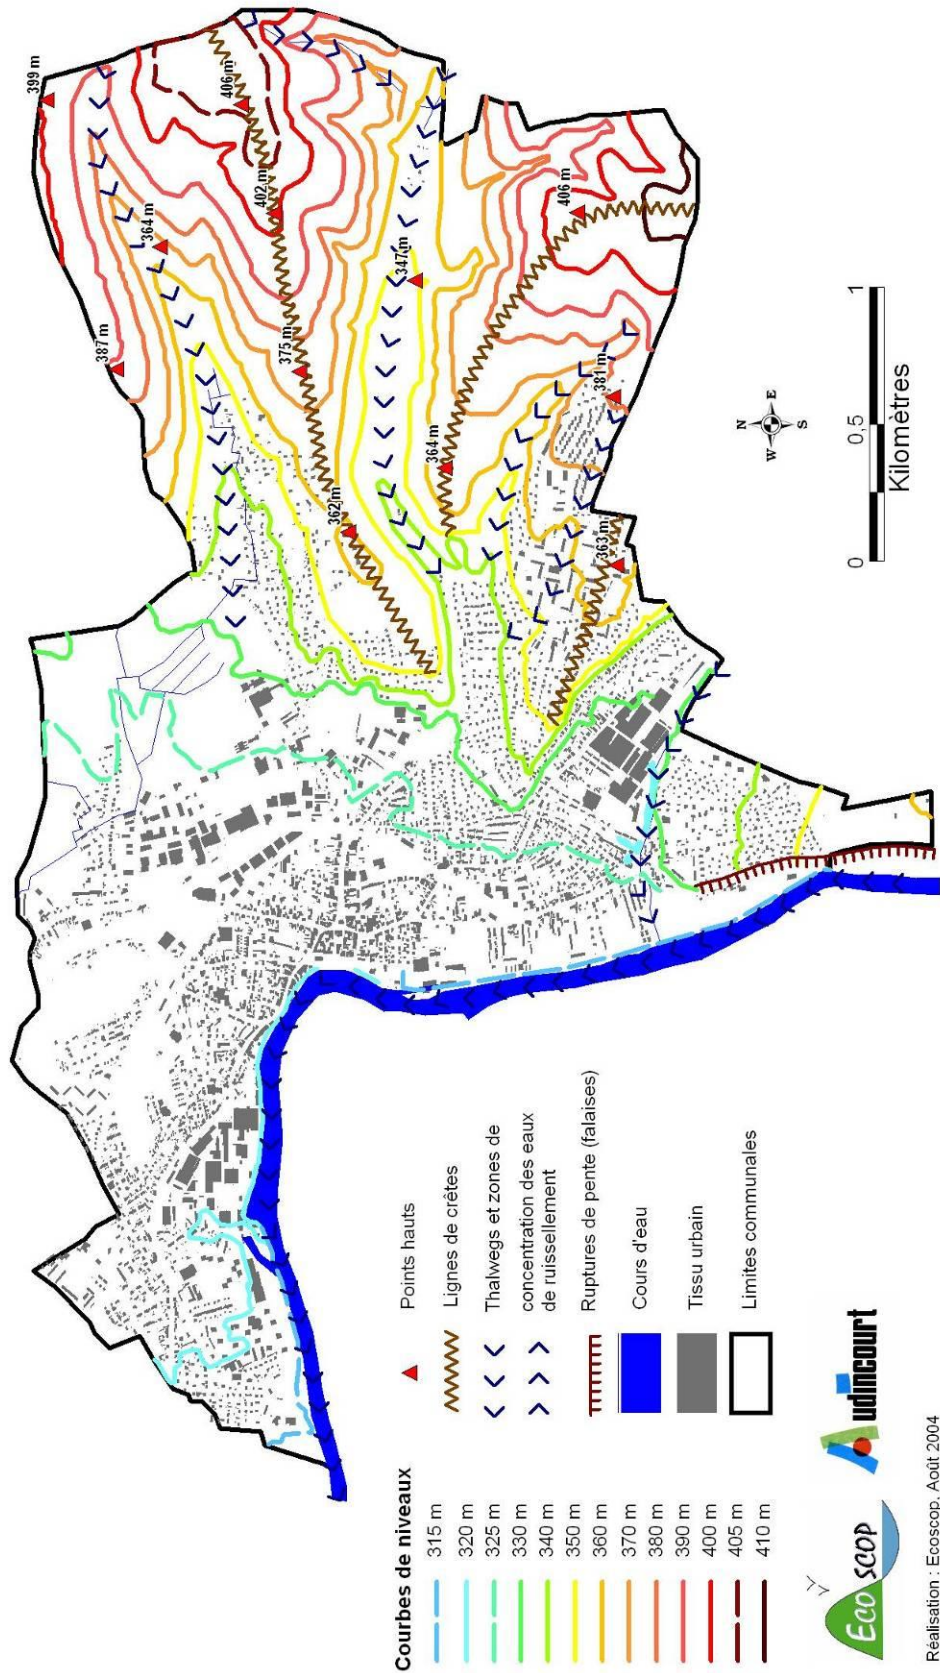 399 m
406 m
402 m
364 m
387 m
375 m
347 m
406 m
362 m
364 m
381 m
363 m
N
W
E
S
0
0,5
1
Kilomètres
Points hauts
Lignes de crêtes
Thalwegs et zones de
concentration des eaux
de ruissellement
Ruptures de pente (falaises)
Cours d'eau
Tissu urbain
Limites communales
Courbes de niveaux
315 m
320 m
325 m
330 m
340 m
350 m
360 m
370 m
380 m
390 m
400 m
405 m
410 m
Eco SCOP
Audincourt
Réalisation : Ecoscop, Août 2004